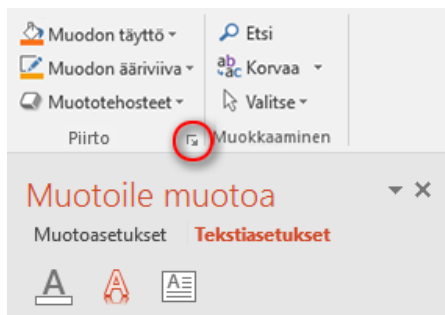 Muodon täyttö
Etsi
Muodon ääriviiva
Korvaa
Muototehosteet
Valitse
Piirto
Muokkaaminen
Muotoile muotoa
Muotoasetukset
Tekstiasetukset